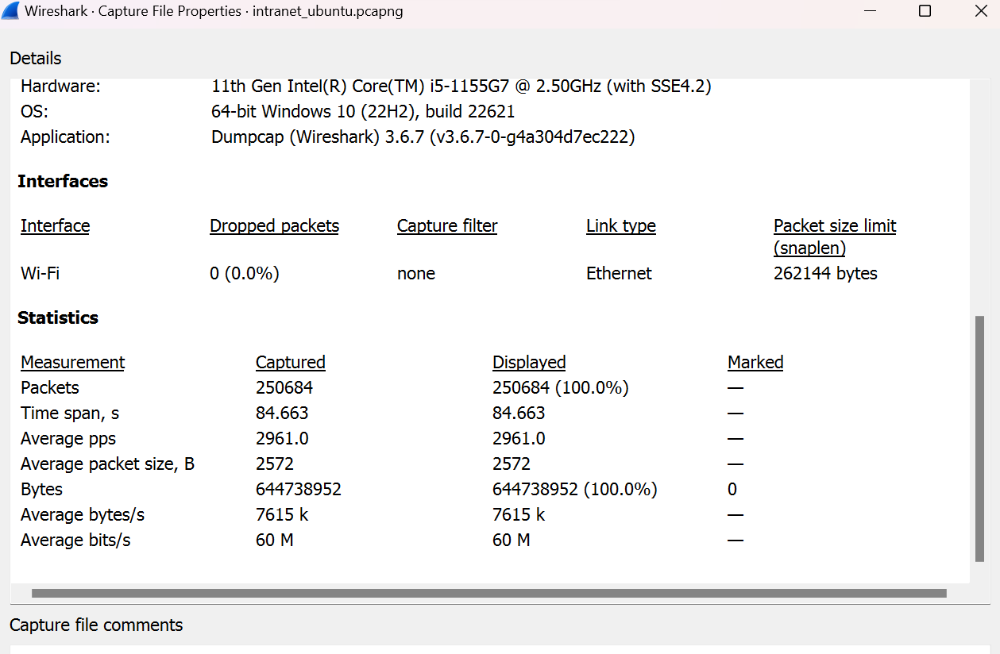 Wireshark · Capture File Properties · intranet_ubuntu.pcapng
Details
Hardware: 11th Gen Intel(R) Core(TM) i5-1155G7 @ 2.50GHz (with SSE4.2)
OS: 64-bit Windows 10 (22H2), build 22621
Application: Dumpcap (Wireshark) 3.6.7 (v3.6.7-0-g4a304d7ec222)
Interfaces
Interface Dropped packets Capture filter Link type Packet size limit
(snaplen)
Wi-Fi 0 (0.0%) none Ethernet 262144 bytes
Statistics
Measurement Captured Displayed Marked
Packets 250684 250684 (100.0%) —
Time span, s 84.663 84.663 —
Average pps 2961.0 2961.0 —
Average packet size, B 2572 2572 —
Bytes 644738952 644738952 (100.0%) 0
Average bytes/s 7615 k 7615 k —
Average bits/s 60 M 60 M —
Capture file comments